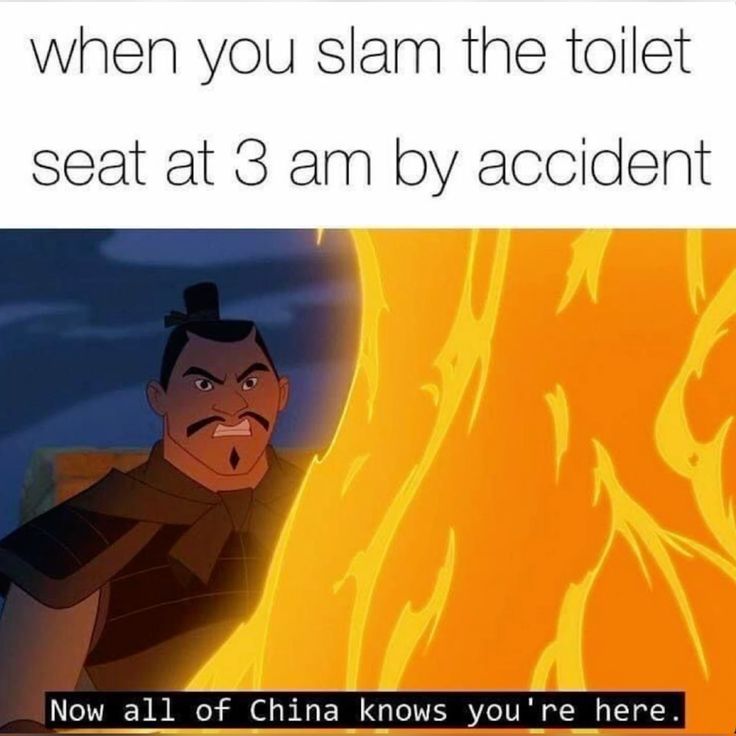 when you slam the toilet
seat at 3 am by accident
Now all of China knows you're here.